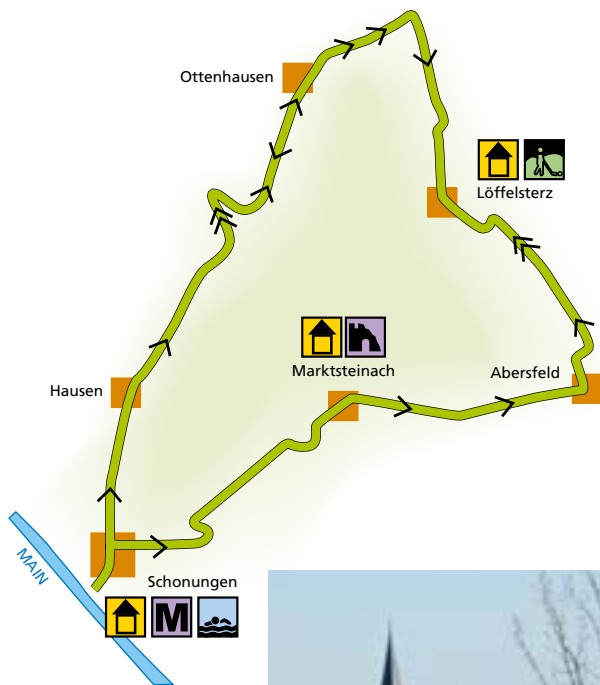 Ottenhausen
Löffelsterz
Marktsteinach
Abersfeld
Hausen
MAIN
Schonungen
M